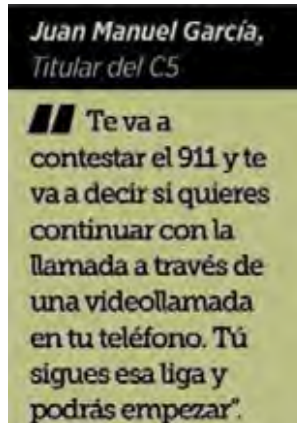 Juan Manuel García,
Titular del C5
"Te va a
contestar el 911 y te
va a decir si quieres
continuar con la
llamada a través de
una videollamada
en tu teléfono. Tú
sigues esa liga y
podrás empezar".